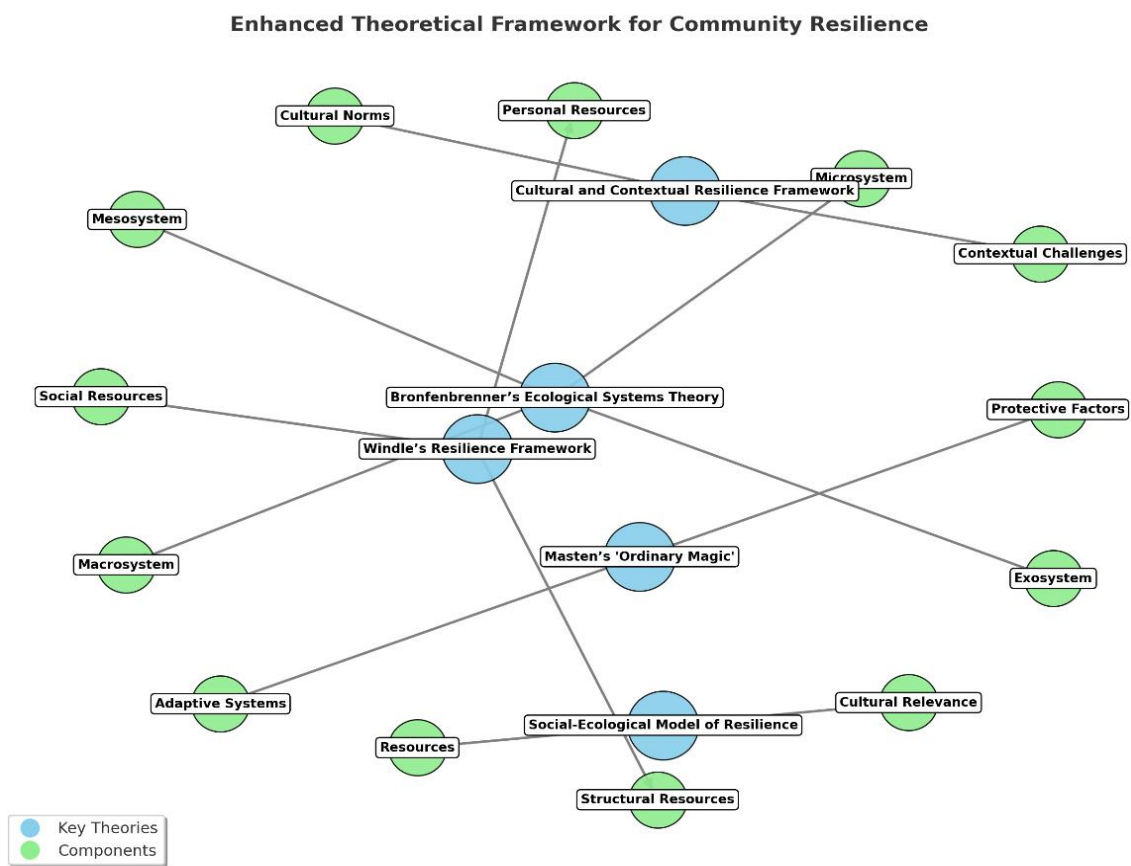 Enhanced Theoretical Framework for Community Resilience
Cultural Norms
Personal Resources
Microsystem
Cultural and Contextual Resilience Framework
Mesosystem
Contextual Challenges
Social Resources
Bronfenbrenner’s Ecological Systems Theory
Protective Factors
Windle’s Resilience Framework
Masten’s 'Ordinary Magic'
Macrosystem
Exosystem
Adaptive Systems
Cultural Relevance
Social-Ecological Model of Resilience
Resources
Structural Resources
Key Theories
Components